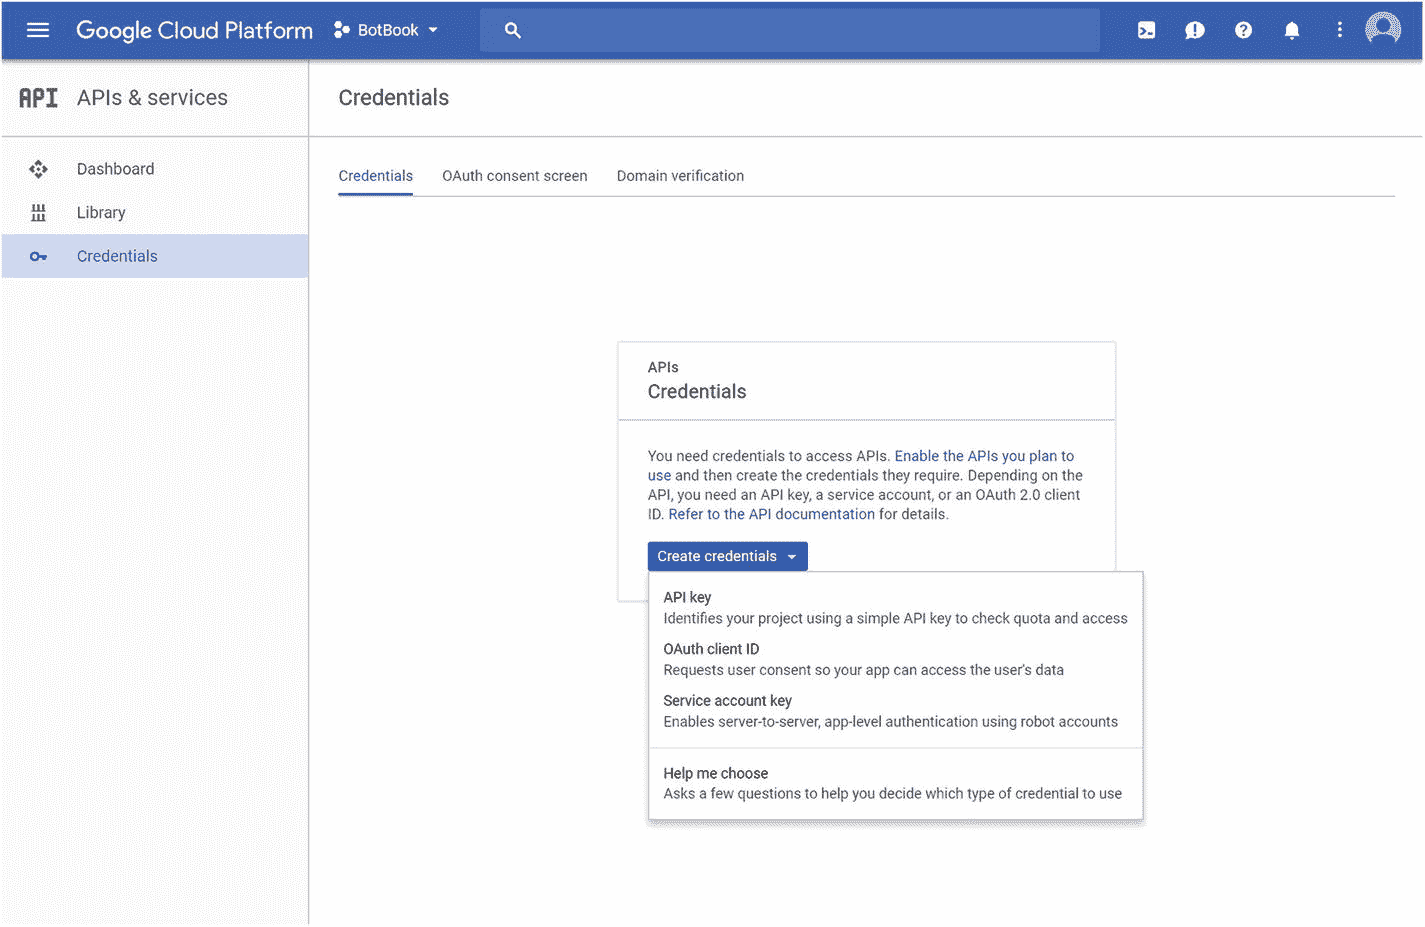 Google Cloud Platform
BotBook
API
APIs & services
Credentials
Dashboard
Library
Credentials
Credentials
OAuth consent screen
Domain verification
APIs
Credentials
You need credentials to access APIs. Enable the APIs you plan to
use and then create the credentials they require. Depending on the
API, you need an API key, a service account, or an OAuth 2.0 client
ID. Refer to the API documentation for details.
Create credentials
API key
Identifies your project using a simple API key to check quota and access
OAuth client ID
Requests user consent so your app can access the user's data
Service account key
Enables server-to-server, app-level authentication using robot accounts
Help me choose
Asks a few questions to help you decide which type of credential to use